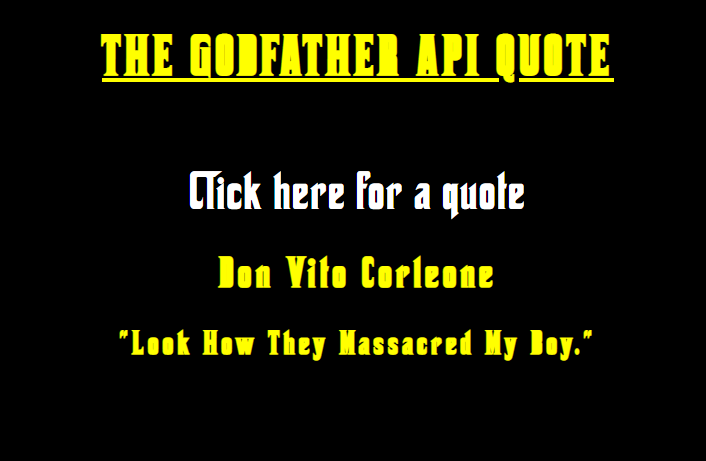 THE GODFATHER API QUOTE
Click here for a quote
Don Vito Corleone
"Look How They Massacred My Boy."